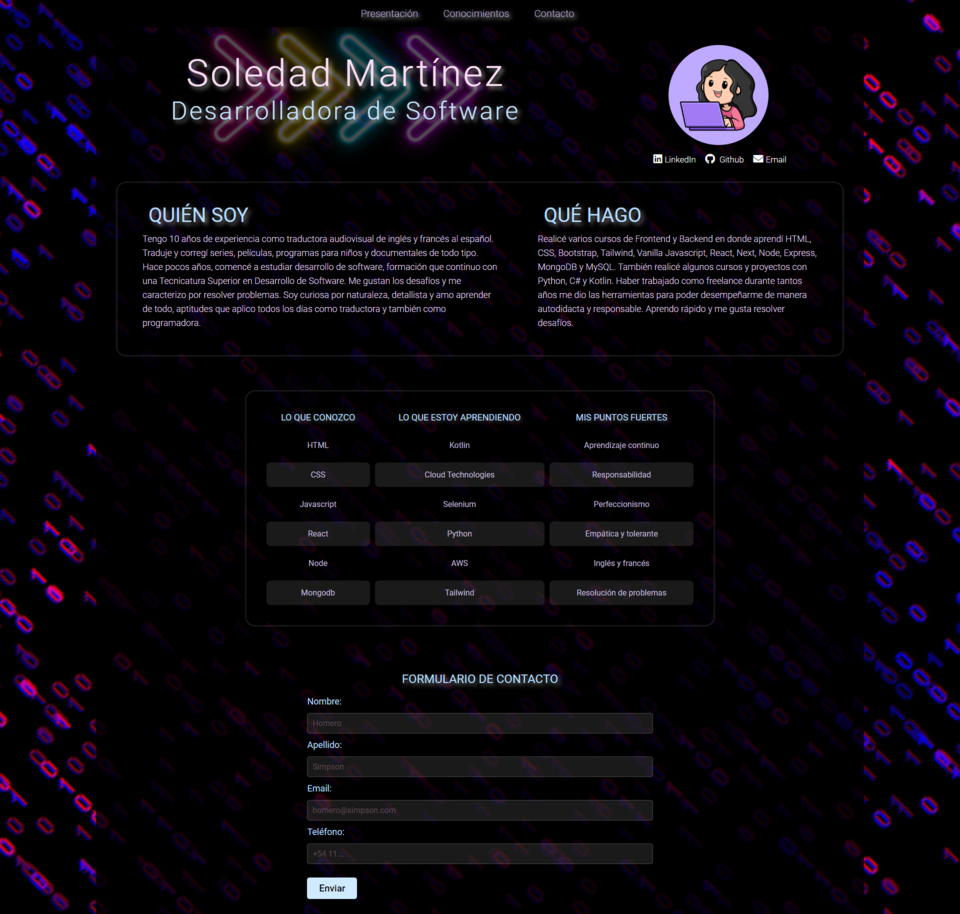 Presentación Conocimientos Contacto
Soledad Martínez
Desarrolladora de Software
LinkedIn Github Email
QUIÉN SOY
Tengo 10 años de experiencia como traductora audiovisual de inglés y francés al español.
Traduje y corregí series, películas, programas para niños y documentales de todo tipo.
Hace pocos años, comencé a estudiar desarrollo de software, formación que continuo con
una Tecnicatura Superior en Desarrollo de Software. Me gustan los desafíos y me
caracterizo por resolver problemas. Soy curiosa por naturaleza, detallista y amo aprender
de todo, aptitudes que aplico todos los días como traductora y también como
programadora.
QUÉ HAGO
Realicé varios cursos de Frontend y Backend en donde aprendí HTML,
CSS, Bootstrap, Tailwind, Vanilla Javascript, React, Next, Node, Express,
MongoDB y MySQL. También realicé algunos cursos y proyectos con
Python, C# y Kotlin. Haber trabajado como freelance durante tantos
años me dio las herramientas para poder desempeñarme de manera
autodidacta y responsable. Aprendo rápido y me gusta resolver
desafíos.
LO QUE CONOZCO LO QUE ESTOY APRENDIENDO MIS PUNTOS FUERTES
HTML Kotlin Aprendizaje continuo
CSS Cloud Technologies Responsabilidad
Javascript Selenium Perfeccionismo
React Python Empática y tolerante
Node AWS Inglés y francés
Mongodb Tailwind Resolución de problemas
FORMULARIO DE CONTACTO
Nombre:
Homero
Apellido:
Simpson
Email:
homero@simpson.com
Teléfono:
+54 11...
Enviar